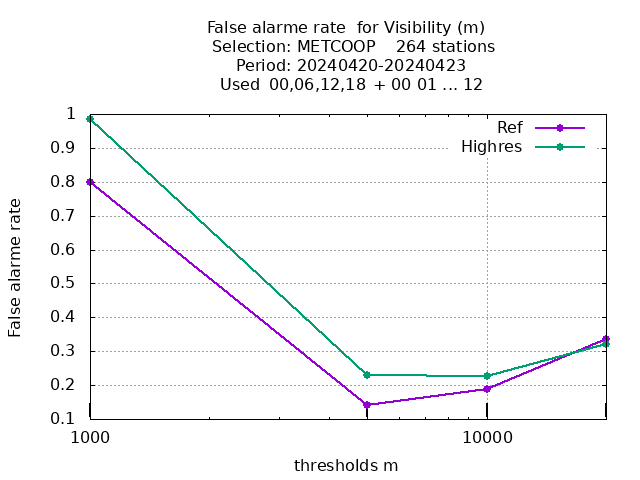 False alarme rate  for Visibility (m)
Selection: METCOOP    264 stations
Period: 20240420-20240423
Used  00,06,12,18  + 00 01 ... 12
Ref
Highres
1
0.9
0.8
0.7
0.6
0.5
0.4
0.3
0.2
0.1
False alarme rate
1000
10000
thresholds m